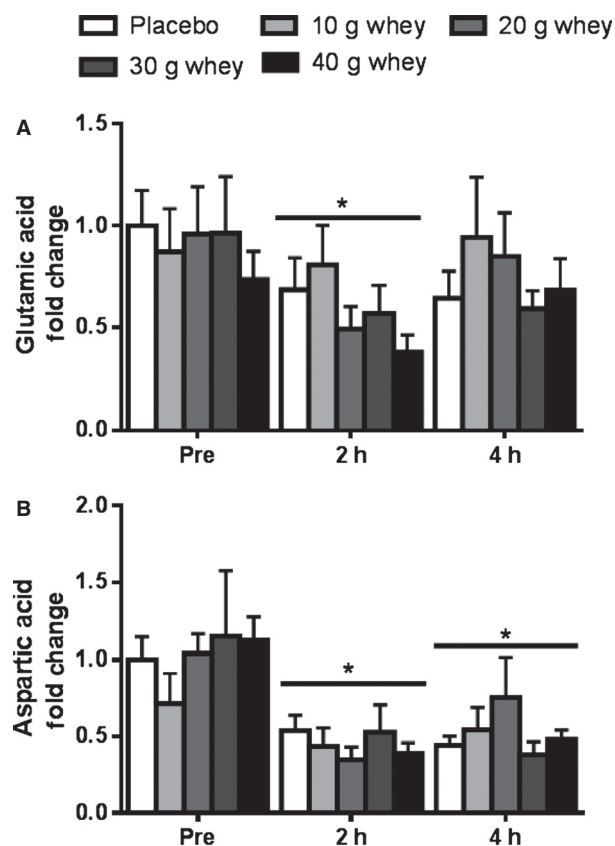 Placebo 10 g whey 20 g whey
30 g whey 40 g whey
A
Glutamic acid
fold change
1.5
1.0
0.5
0.0
*
Pre 2 h 4 h
B
Aspartic acid
fold change
2.0
1.5
1.0
0.5
0.0
* *
Pre 2 h 4 h